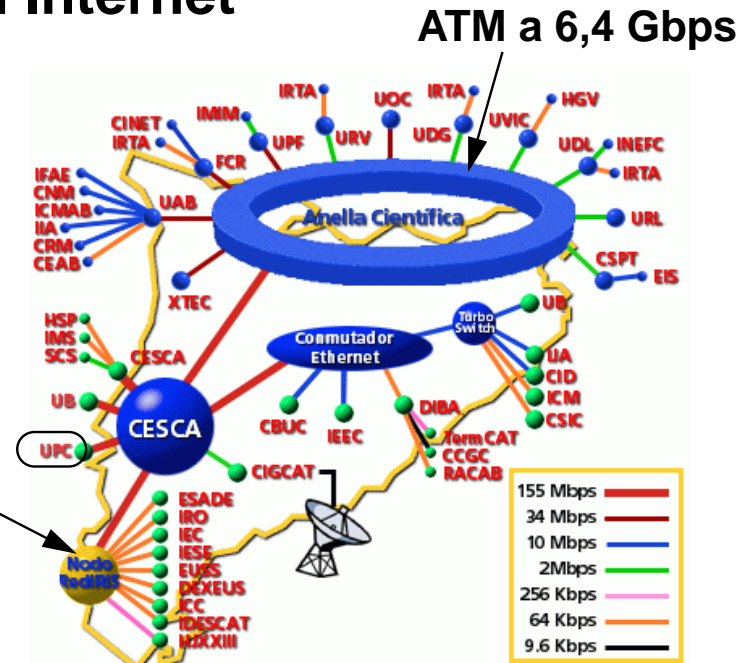 Internet
ATM a 6,4 Gbps
IRTA
UOC
IRTA
HGV
IMIM
CINET
IRTA
UPF
URV
UDG
UVIC
UDL
INEFC
IRTA
FCR
IFAE
CNM
ICMAB
IIA
CRM
CEAB
UAB
Anella Científica
URL
CSPT
EIS
XTEC
HSP
IMS
SCS
CESCA
UB
UPC
CESCA
Conmutador
Ethernet
Turbo
Switch
UB
IJA
CID
ICM
CSIC
CBUC
IEEC
DIBA
TermCAT
CCGC
RACAB
CIGCAT
Nodo
RedIRIS
ESADE
IRO
IEC
IESE
EUSS
DEXEUS
ICC
IDESCAT
HJXXIII
155 Mbps
34 Mbps
10 Mbps
2Mbps
256 Kbps
64 Kbps
9.6 Kbps